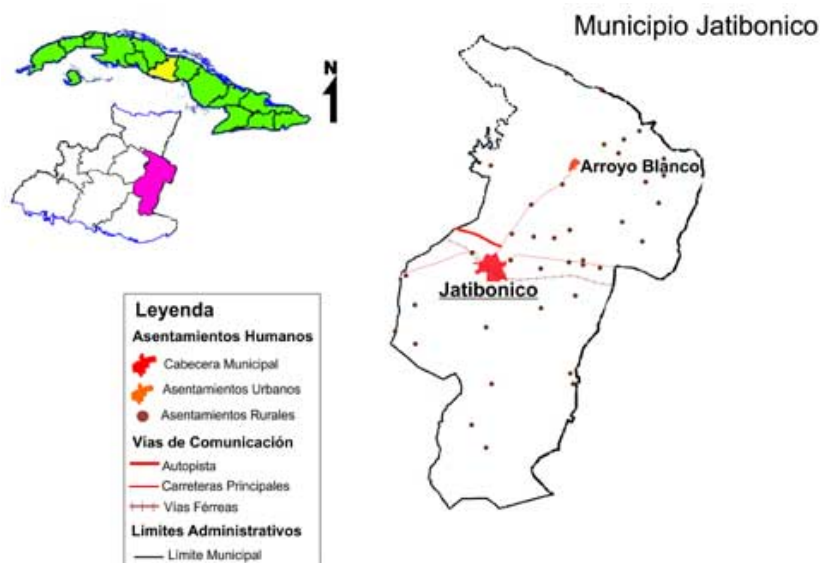 Municipio Jatibonico
N
Arroyo Blanco
Jatibonico
Leyenda
Asentamientos Humanos
Cabecera Municipal
Asentamientos Urbanos
Asentamientos Rurales
Vías de Comunicación
Autopista
Carreteras Principales
Vías Férreas
Límites Administrativos
Límite Municipal